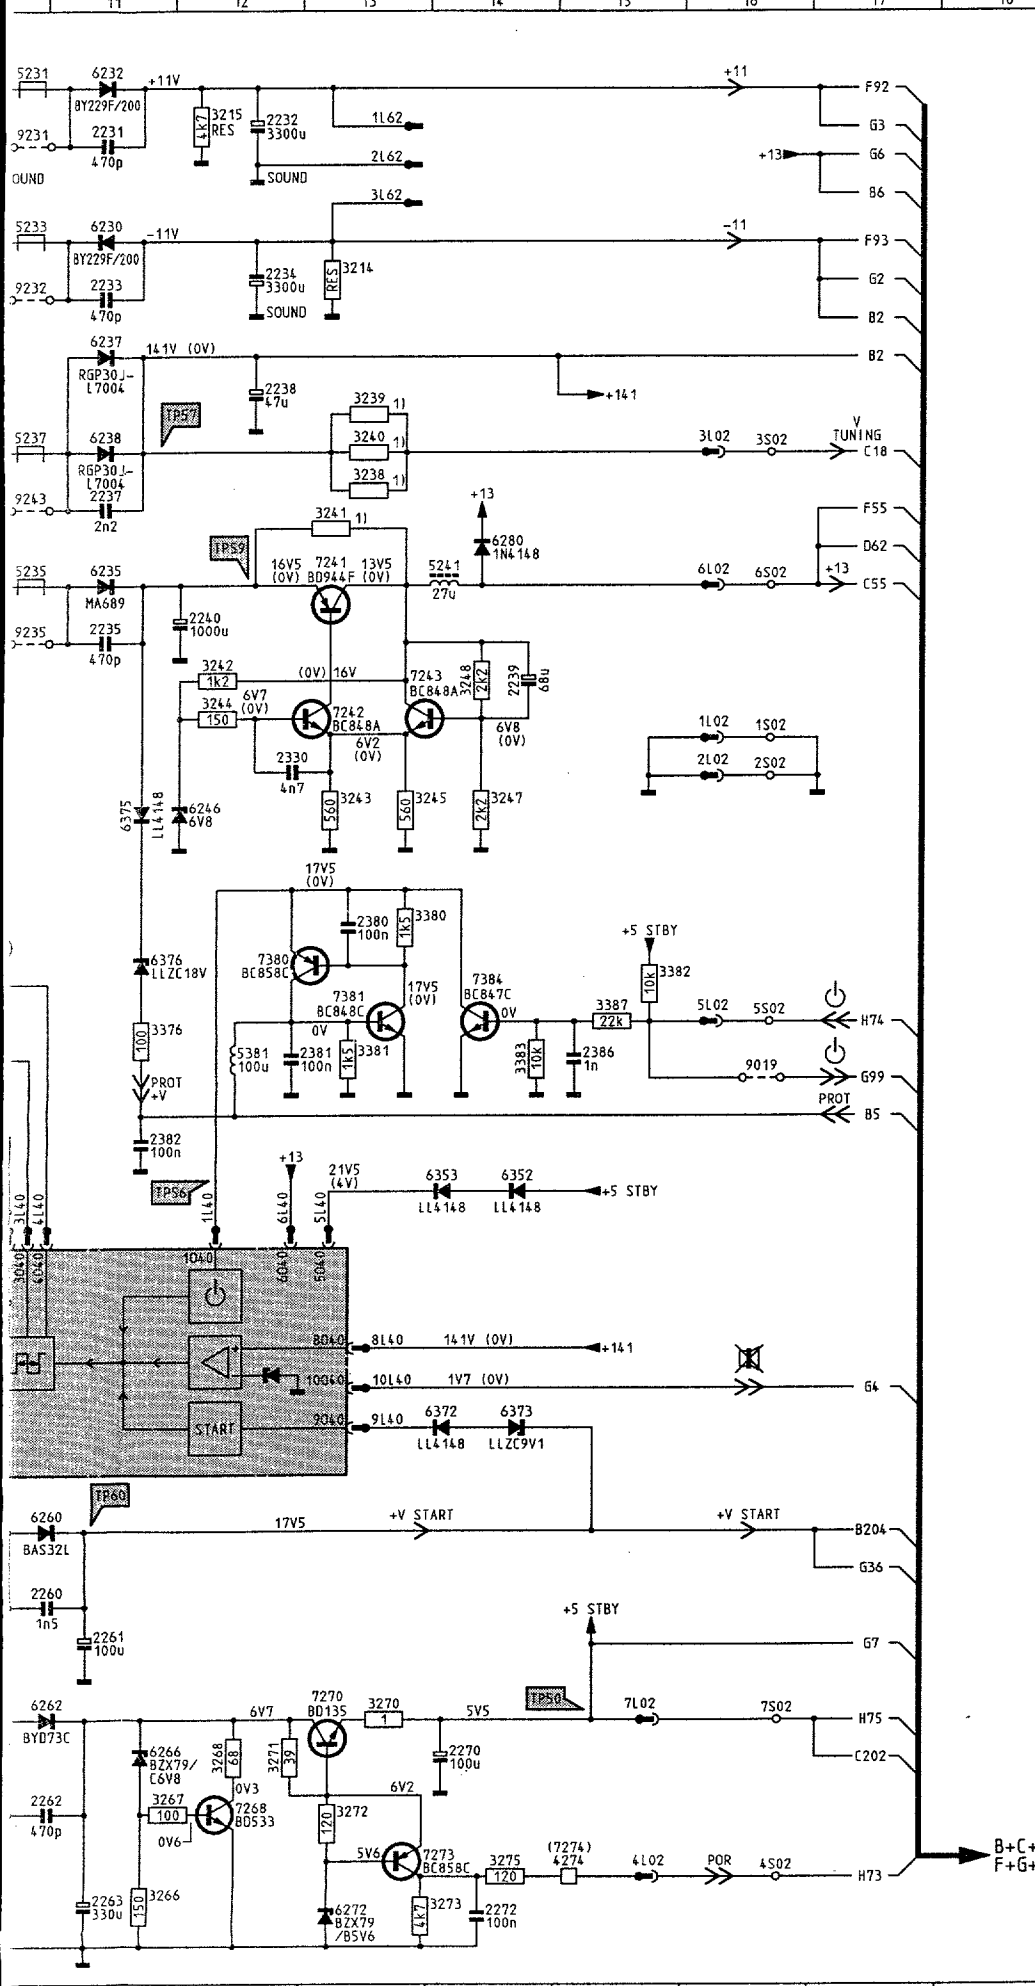 11
12
13
14
15
16
17
5231
6232
+11V
BY229F/200
9231
2231
470p
OUND
3215
4k7
RES
2232
3300u
SOUND
1L62
2L62
3L62
+11
F92
G3
+13
G6
B6
5233
6230
-11V
BY229F/200
9232
2233
470p
2234
3300u
SOUND
RES
3214
-11
F93
G2
B2
6237
141V (0V)
RGP30J-
L7004
2238
47u
+141
B2
TP57
5237
6238
RGP30J-
L7004
9243
2237
2n2
3239
1)
3240
1)
3238
1)
3L02
3S02
V
TUNING
C18
3241
1)
+13
6280
1N4148
F55
D62
TP59
16V5
(0V)
7241
BD944F
13V5
(0V)
5241
27u
5235
6235
MA689
9235
2235
470p
2240
1000u
6L02
6S02
+13
C55
3242
1k2
(0V) 16V
3244
150
6V7
(0V)
7242
BC848A
7243
BC848A
6V2
(0V)
3248
2k2
2239
68u
6V8
(0V)
2330
4n7
1L02
1S02
2L02
2S02
6375
LL4148
6246
6V8
560
3243
560
3245
2k2
3247
17V5
(0V)
2380
100n
1k5
3380
7380
BC858C
6376
LLZC18V
17V5
(0V)
7381
BC848C
7384
BC847C
0V
0V
+5 STBY
10k
3382
3387
22k
5L02
5S02
H74
3376
100
5381
100u
2381
100n
1k5
3381
3383
10k
2386
1n
9019
G99
PROT
+V
PROT
B5
2382
100n
TP56
+13
21V5
(4V)
6353
LL4148
6352
LL4148
+5 STBY
3L40
4L40
1L40
6L40
5L40
3040
4040
1040
6040
5040
8040
8L40
141V (0V)
+141
10040
10L40
1V7 (0V)
G4
START
9040
9L40
6372
LL4148
6373
LLZC9V1
TP60
6260
BAS32L
17V5
+V START
+V START
B204
G36
2260
1n5
2261
100u
+5 STBY
G7
TP50
6262
BYD73C
6V7
7270
BD135
3270
1
5V5
7L02
7S02
H75
C202
6266
BZX79/
C6V8
3268
68
3271
39
2270
100u
6V2
0V3
3267
100
7268
BD533
0V6
2262
470p
3272
120
5V6
7273
BC858C
3275
120
(7274)
4274
4L02
POR
4S02
H73
2263
330u
150
3266
6272
BZX79
/B5V6
4k7
3273
2272
100n
B+C+
F+G+